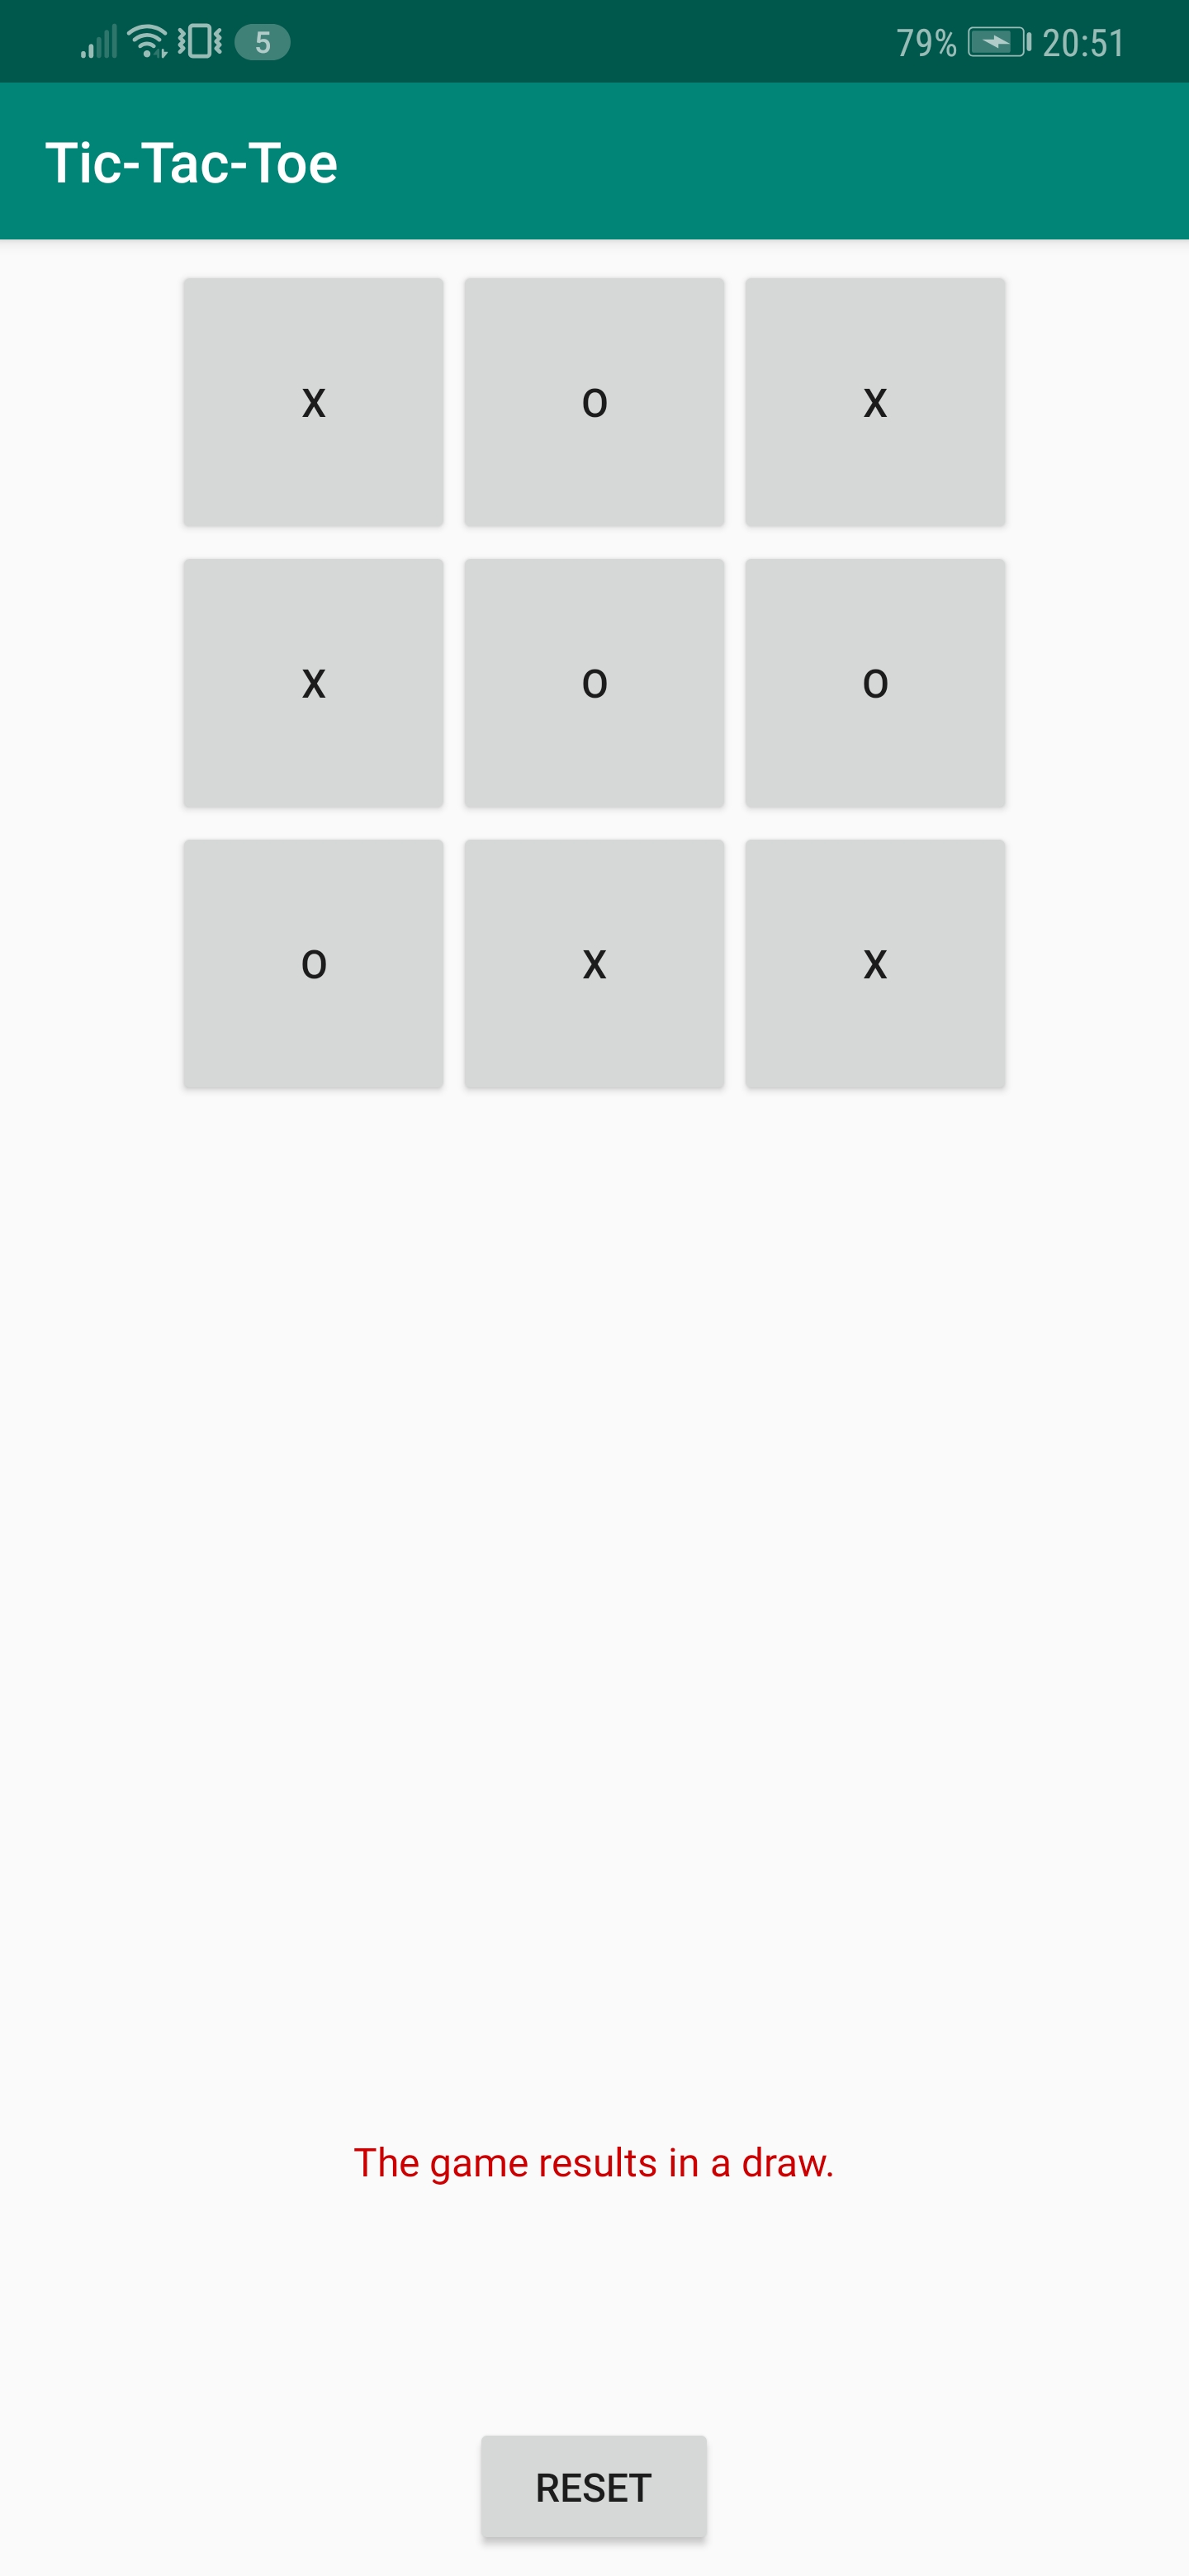 5 79% 20:51
Tic-Tac-Toe
X O X
X O O
O X X
The game results in a draw.
RESET